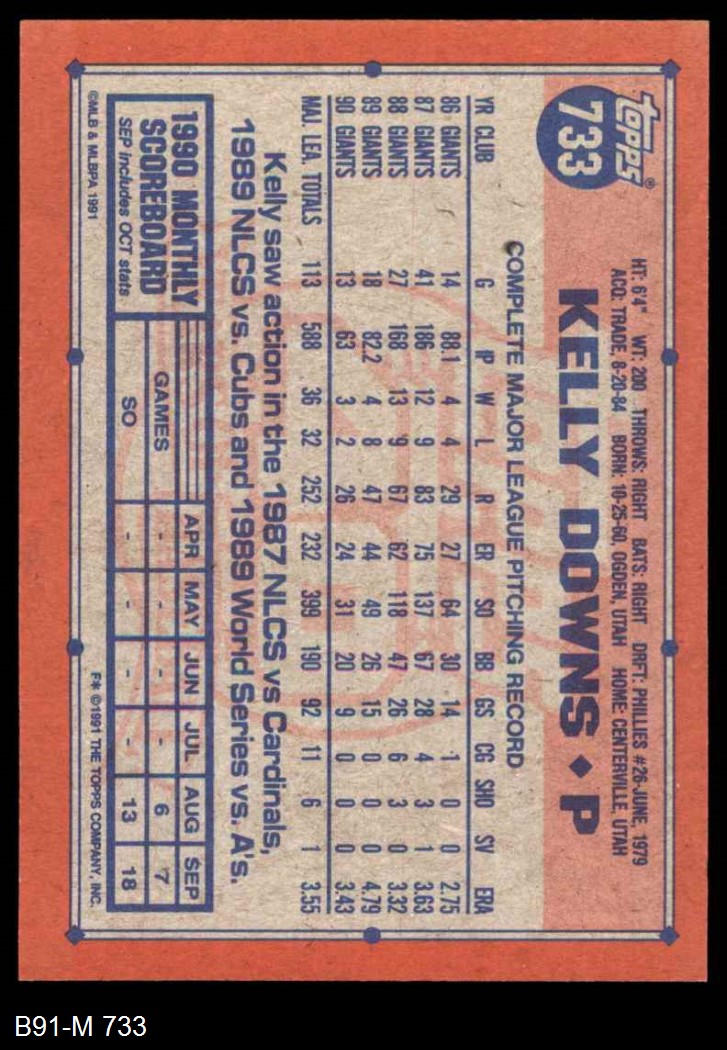 topps®
733
HT: 6'4" WT: 200 THROWS: RIGHT BATS: RIGHT DRFT: PHILLIES #26-JUNE, 1979
ACQ: TRADE, 8-20-84 BORN: 10-25-60, OGDEN, UTAH HOME: CENTERVILLE, UTAH
KELLY DOWNS ♦ P
COMPLETE MAJOR LEAGUE PITCHING RECORD
YR CLUB G IP W L R ER SO BB GS CG SHO SV ERA
86 GIANTS 14 88.1 4 4 29 27 64 30 14 1 0 0 2.75
87 GIANTS 41 186 12 9 83 75 137 67 28 4 3 1 3.63
88 GIANTS 27 168 13 9 67 62 118 47 26 6 3 0 3.32
89 GIANTS 18 82.2 4 8 47 44 49 26 15 0 0 0 4.79
90 GIANTS 13 63 3 2 26 24 31 20 9 0 0 0 3.43
MAJ. LEA. TOTALS 113 588 36 32 252 232 399 190 92 11 6 1 3.55
Kelly saw action in the 1987 NLCS vs Cardinals,
1989 NLCS vs. Cubs and 1989 World Series vs. A's.
1990 MONTHLY
SCOREBOARD
SEP includes OCT stats
APR MAY JUN JUL AUG SEP
GAMES - - - - 6 7
SO - - - - 13 18
©MLB & MLBPA 1991
F* ©1991 THE TOPPS COMPANY, INC.
B91-M 733